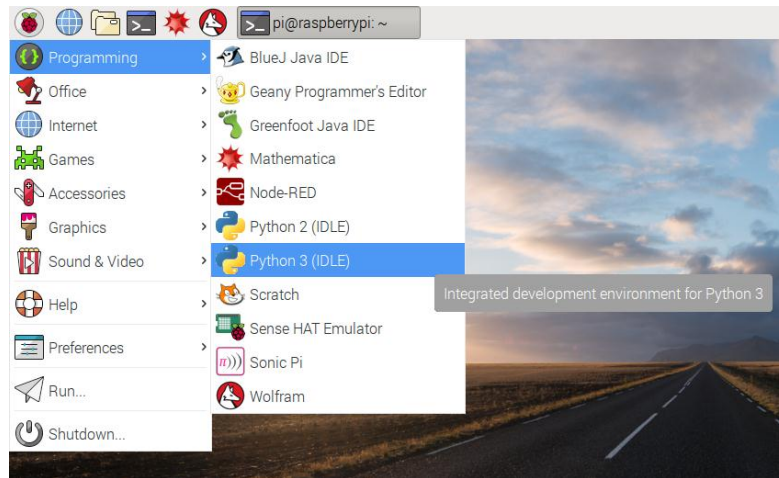 pi@raspberrypi: ~
Programming
Office
Internet
Games
Accessories
Graphics
Sound & Video
Help
Preferences
Run...
Shutdown...
BlueJ Java IDE
Geany Programmer's Editor
Greenfoot Java IDE
Mathematica
Node-RED
Python 2 (IDLE)
Python 3 (IDLE)
Scratch
Sense HAT Emulator
π)))
Sonic Pi
Wolfram
Integrated development environment for Python 3